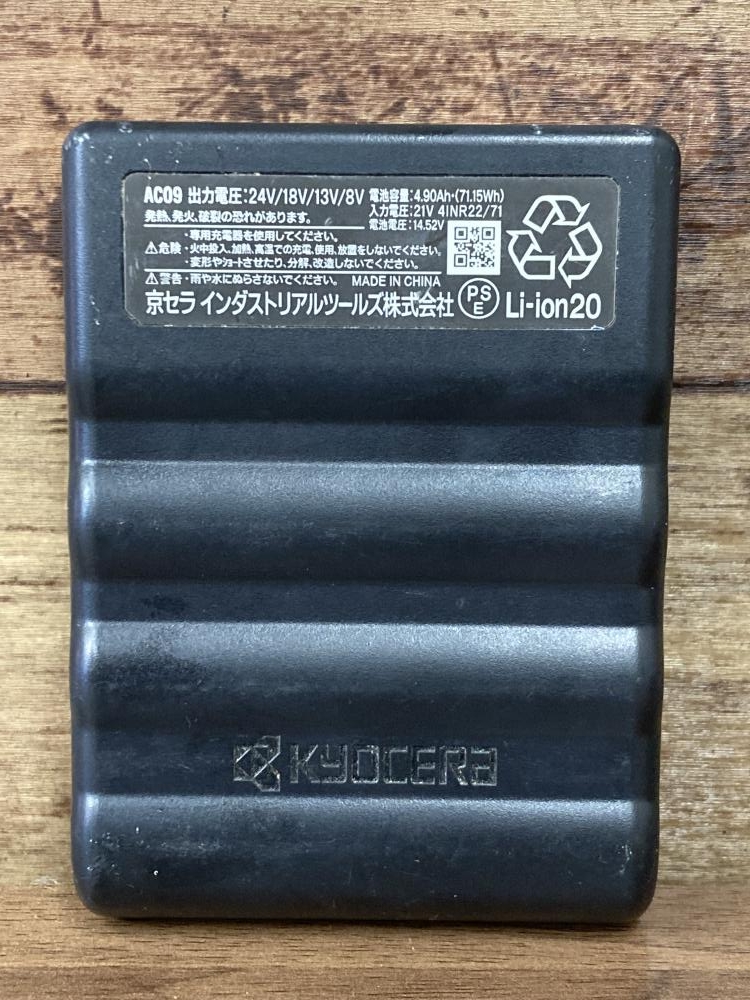 AC09 出力電圧:24V/18V/13V/8V 電池容量:4.90Ah・(71.15Wh)
発熱、発火、破裂の恐れがあります。 入力電圧:21V 4INR22/71
電池電圧:14.52V
・専用充電器を使用してください。
⚠危険・火中投入、加熱、高温での充電、使用、放置をしないでください。
・変形やショートさせたり、分解、改造しないでください。
⚠警告・雨や水にぬらさないでください。 MADE IN CHINA
京セラ インダストリアルツールズ株式会社 PSE Li-ion20
KYOCERA